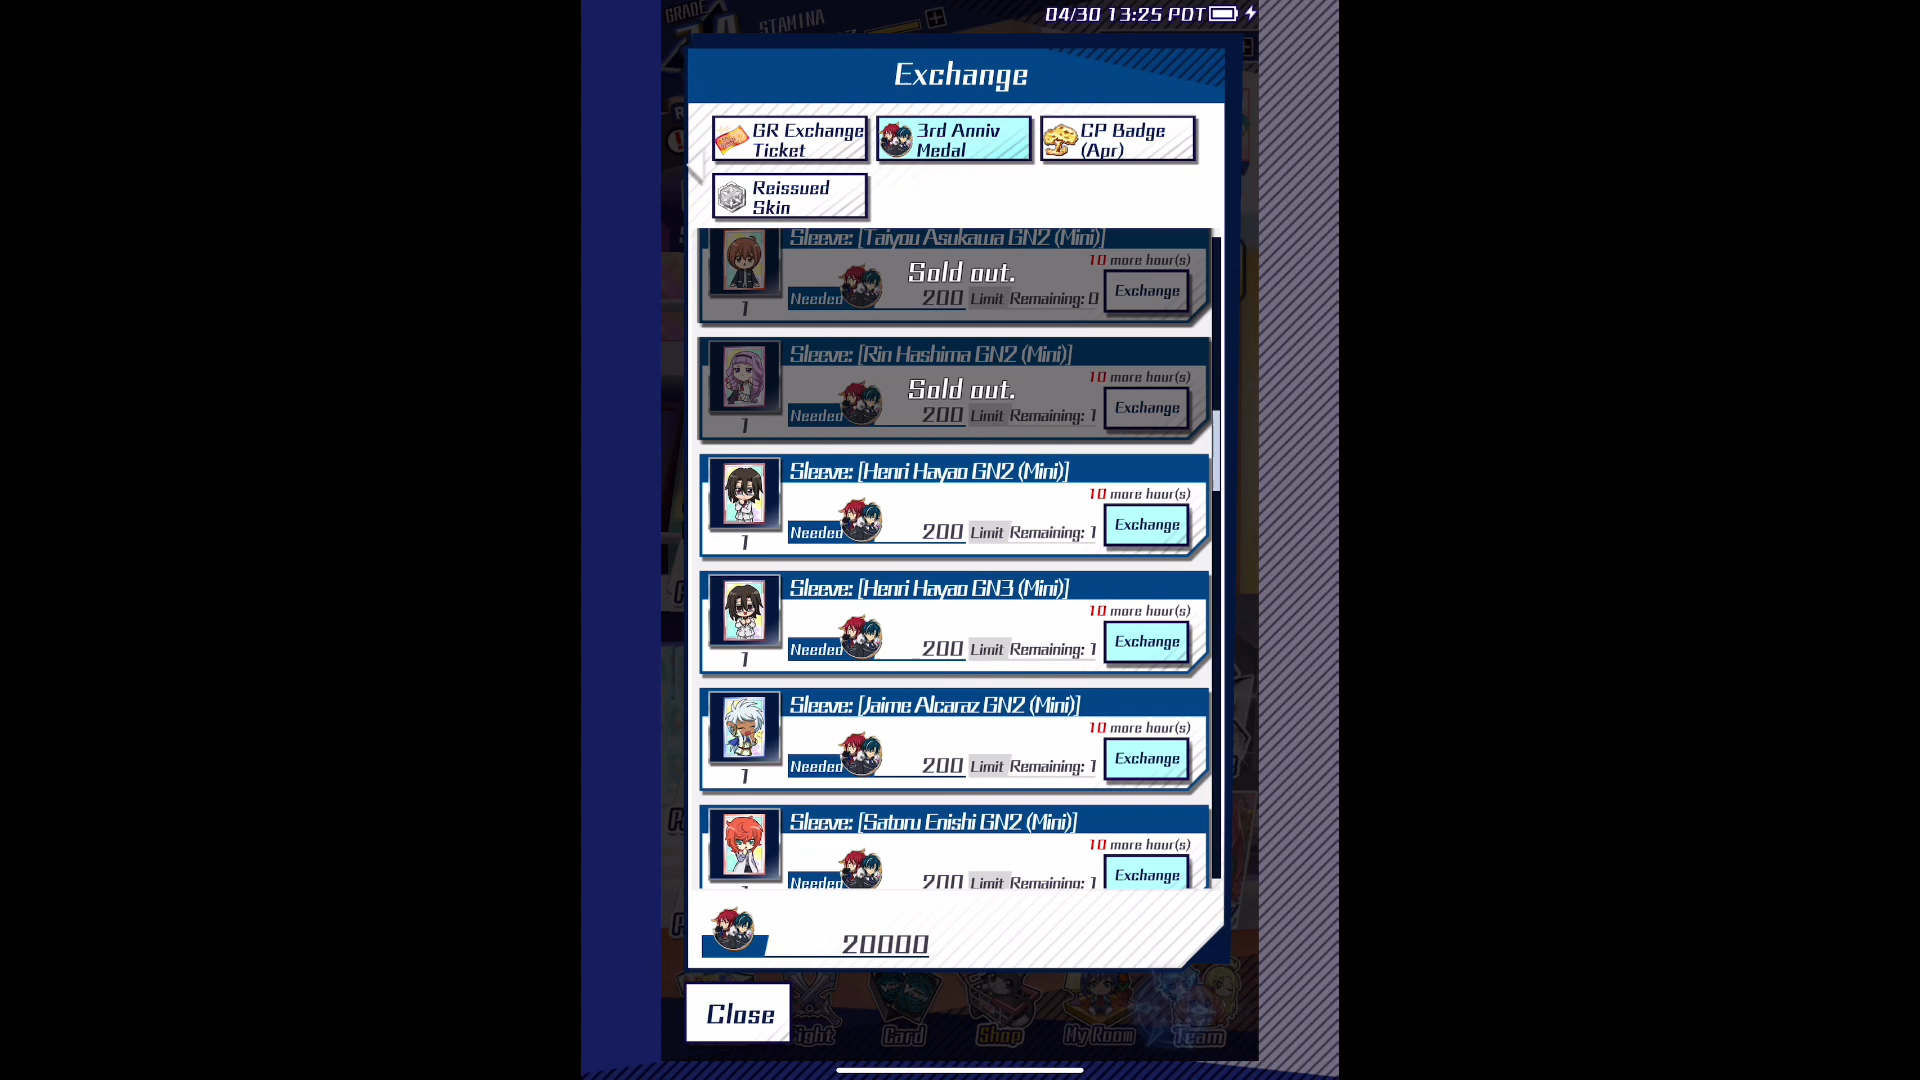 GRADE
STAMINA
04/30 13:25 PDT
Exchange
GR Exchange
Ticket
3rd Anniv
Medal
CP Badge
(Apr)
Reissued
Skin
Sleeve: [Taiyou Asukawa GN2 (Mini)]
10 more hour(s)
Sold out.
1
Needed
200
Limit Remaining: 0
Exchange
Sleeve: [Rin Hashima GN2 (Mini)]
10 more hour(s)
Sold out.
1
Needed
200
Limit Remaining: 1
Exchange
Sleeve: [Henri Hayao GN2 (Mini)]
10 more hour(s)
1
Needed
200
Limit Remaining: 1
Exchange
Sleeve: [Henri Hayao GN3 (Mini)]
10 more hour(s)
1
Needed
200
Limit Remaining: 1
Exchange
Sleeve: [Jaime Alcaraz GN2 (Mini)]
10 more hour(s)
1
Needed
200
Limit Remaining: 1
Exchange
Sleeve: [Satoru Enishi GN2 (Mini)]
10 more hour(s)
Needed
200
Limit Remaining: 1
Exchange
20000
Close
Card
Shop
My Room
Team